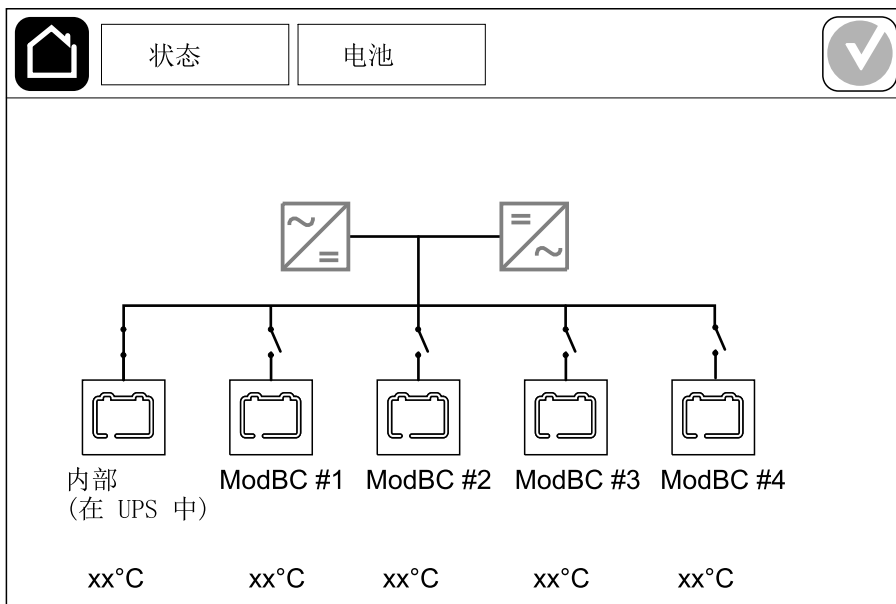 状态
电池
内部
(在 UPS 中)
ModBC #1
ModBC #2
ModBC #3
ModBC #4
xx°C
xx°C
xx°C
xx°C
xx°C